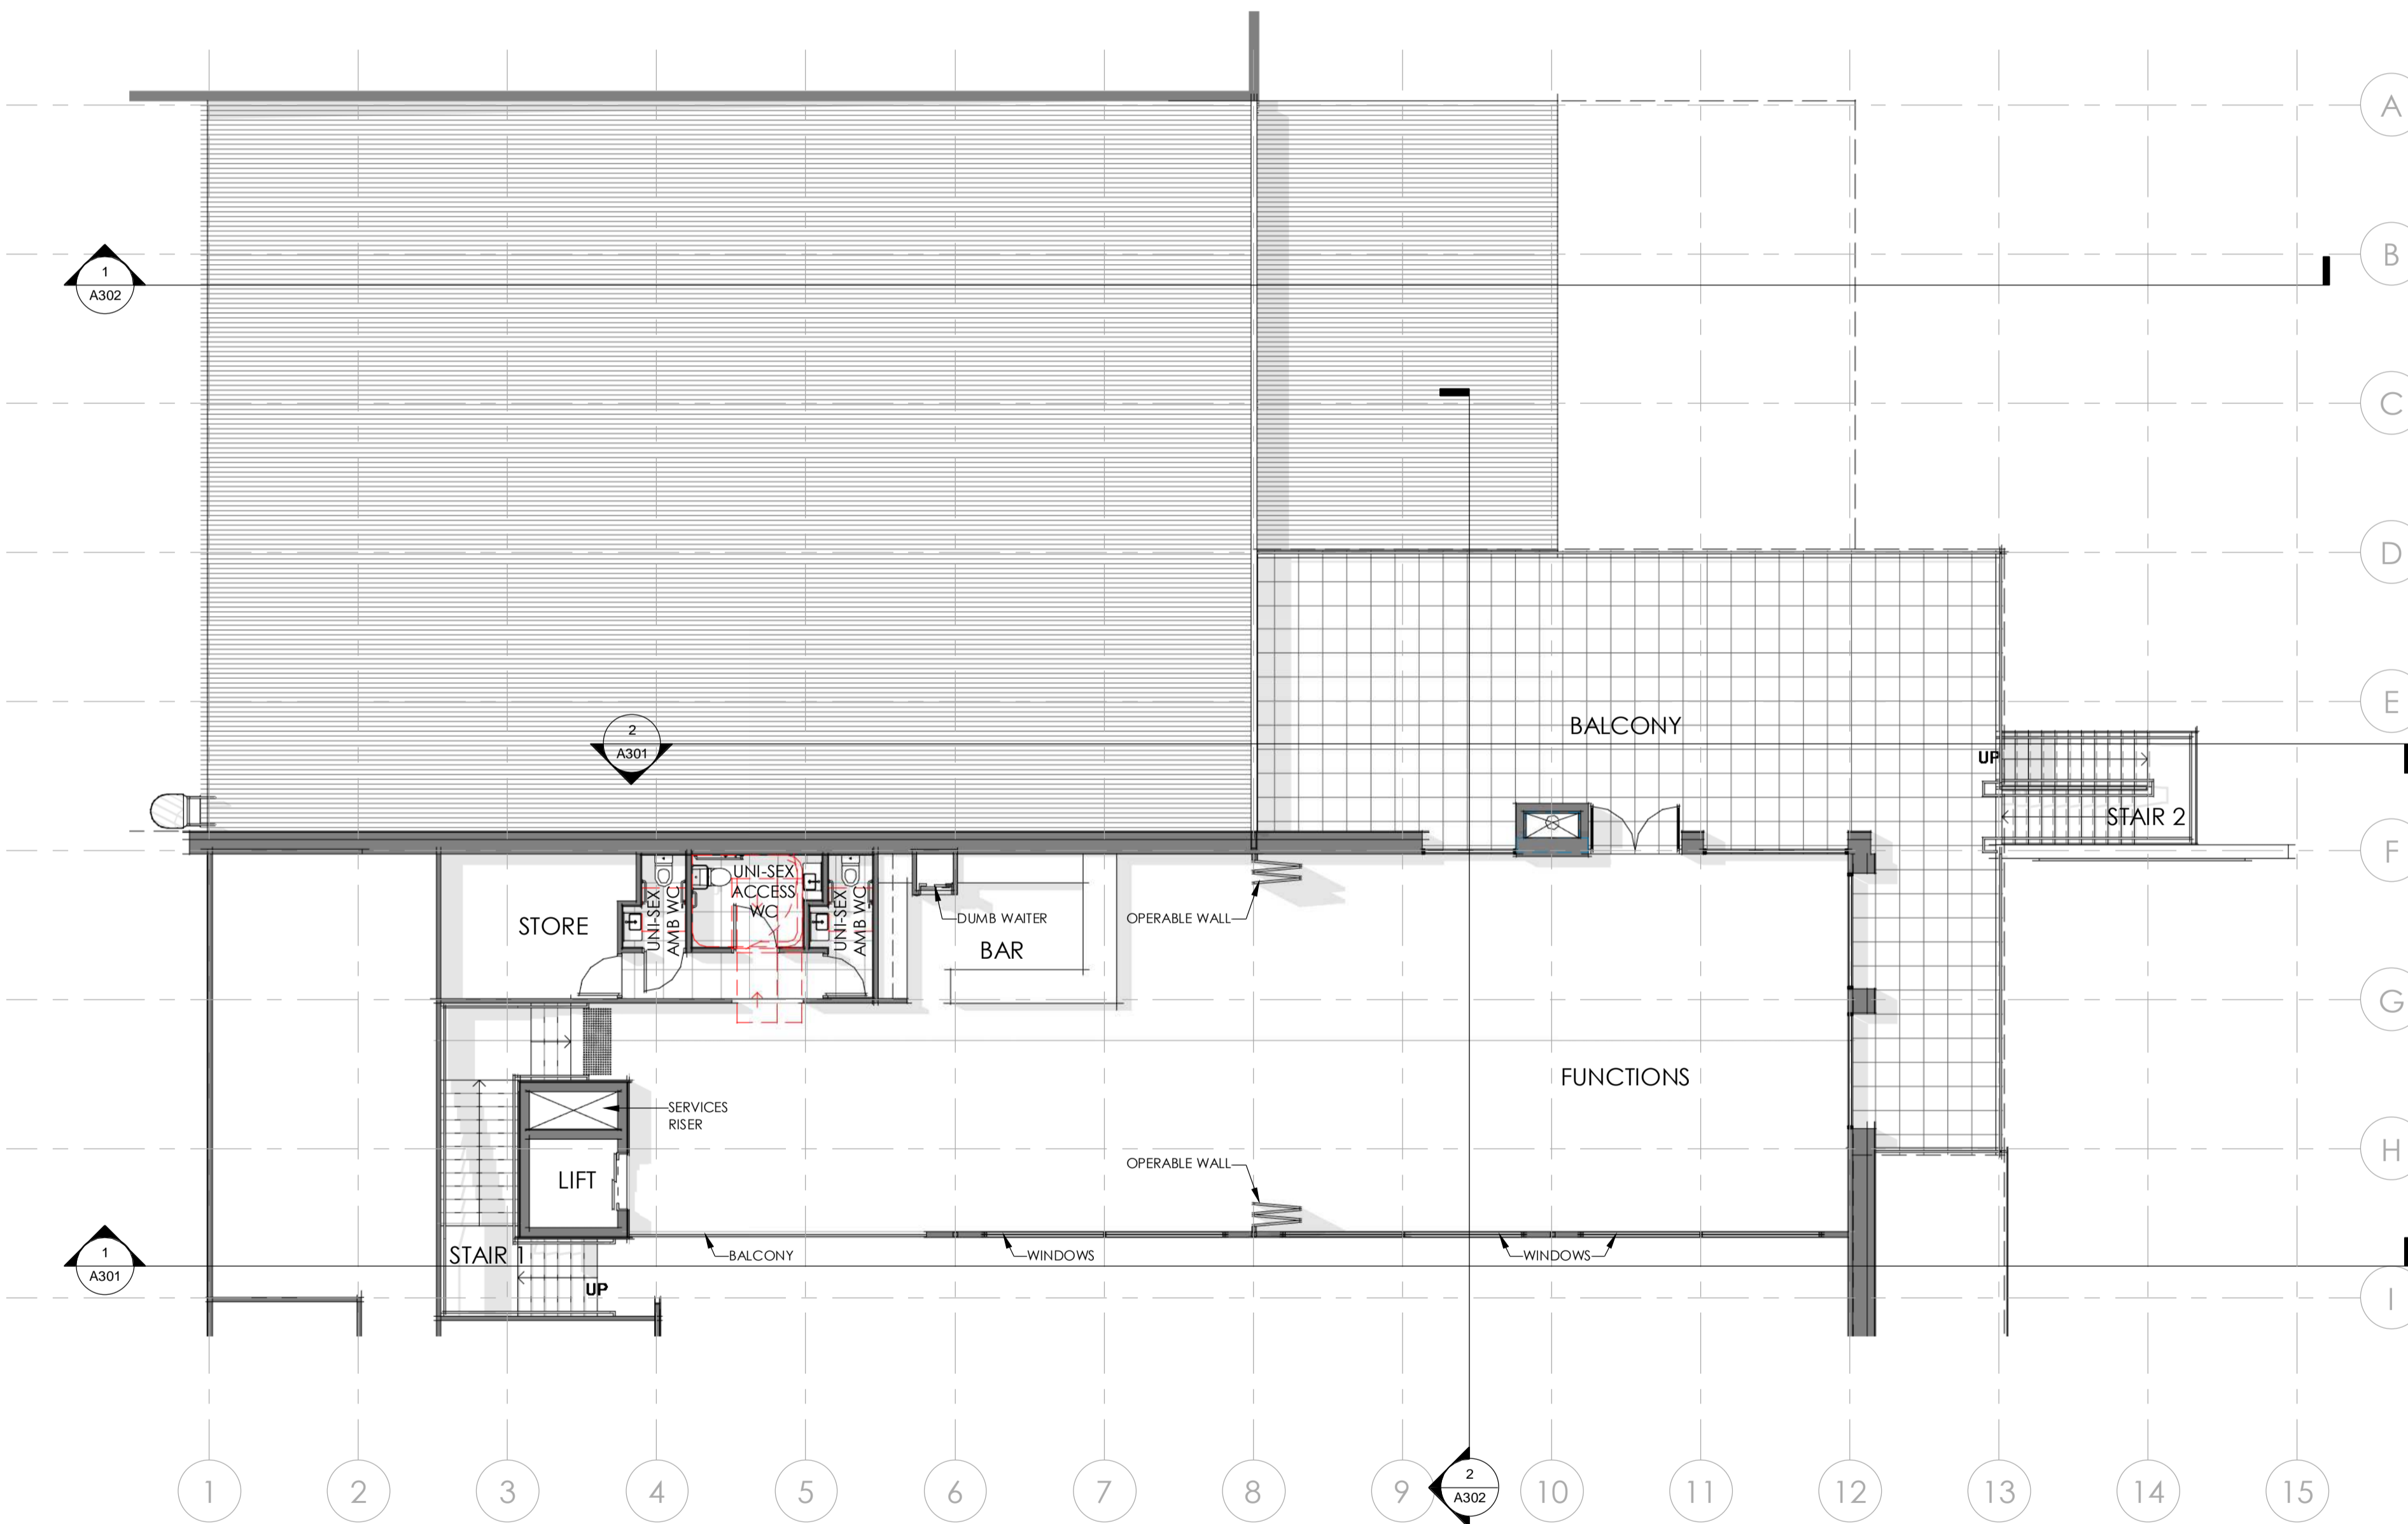 A
B
1
A302
C
D
E
BALCONY
2
A301
UP
STAIR 2
F
UNI-SEX
ACCESS
WC
UNI-SEX
AMB WC
UNI-SEX
AMB WC
STORE
DUMB WAITER
OPERABLE WALL
BAR
G
FUNCTIONS
SERVICES
RISER
H
OPERABLE WALL
LIFT
STAIR 1
BALCONY
WINDOWS
WINDOWS
1
A301
UP
I
1
2
3
4
5
6
7
8
9
2
A302
10
11
12
13
14
15